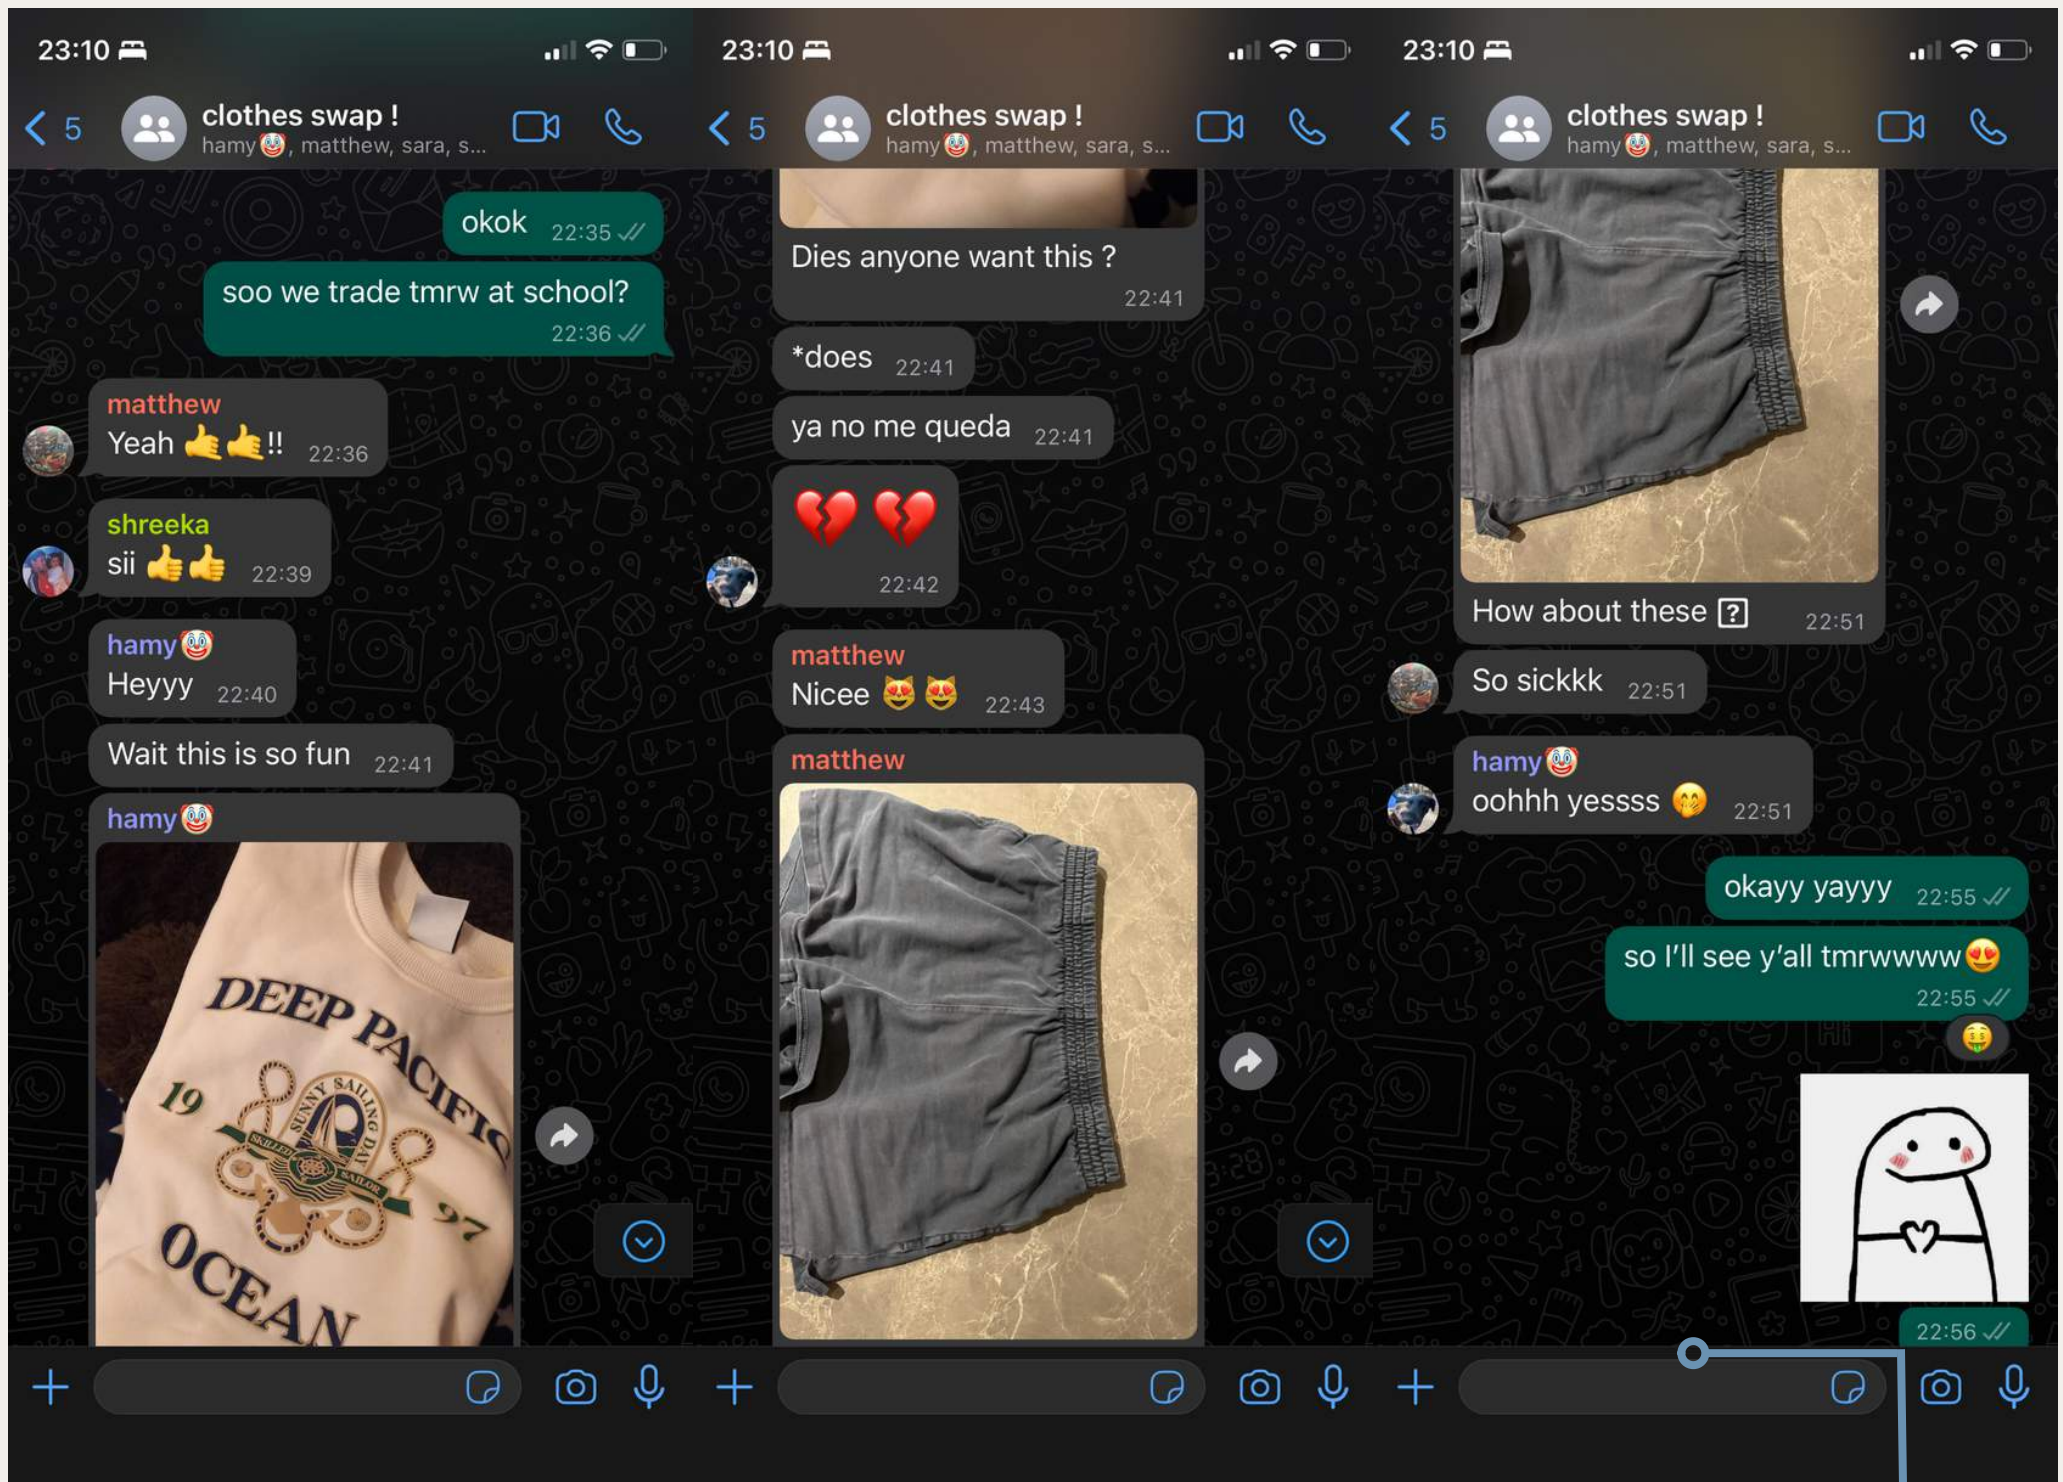 23:10
5
clothes swap !
hamy🤡, matthew, sara, s...
okok 22:35
soo we trade tmrw at school?
22:36
matthew
Yeah 🤙🤙!! 22:36
shreeka
sii 👍👍 22:39
hamy🤡
Heyyy 22:40
Wait this is so fun 22:41
hamy🤡
DEEP PACIFIC
19
SUNNY SAILING DAY
SKILLED SAILOR
97
OCEAN
23:10
5
clothes swap !
hamy🤡, matthew, sara, s...
Dies anyone want this ?
22:41
*does 22:41
ya no me queda 22:41
💔💔
22:42
matthew
Nicee 😻😻 22:43
matthew
23:10
5
clothes swap !
hamy🤡, matthew, sara, s...
How about these ? 22:51
So sickkk 22:51
hamy🤡
oohhh yessss 🤭 22:51
okayy yayyy 22:55
so I'll see y'all tmrwwww😍
22:55
🤑
22:56